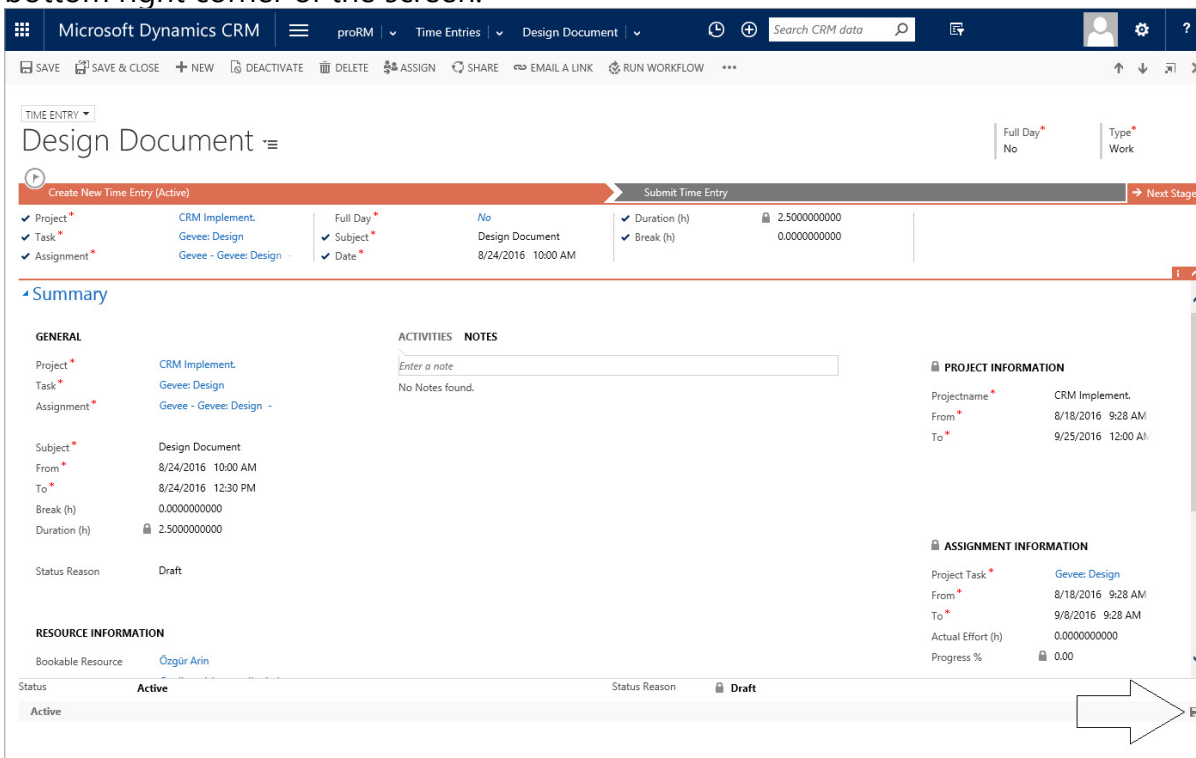 bottom right corner of the screen.
Microsoft Dynamics CRM proRM Time Entries Design Document Search CRM data ?
SAVE SAVE & CLOSE + NEW DEACTIVATE DELETE ASSIGN SHARE EMAIL A LINK RUN WORKFLOW •••
TIME ENTRY
Design Document
Full Day* Type*
No Work
Create New Time Entry (Active) Submit Time Entry → Next Stage
Project* CRM Implement. Full Day* No Duration (h) 2.5000000000
Task* Gevee: Design Subject* Design Document Break (h) 0.0000000000
Assignment* Gevee - Gevee: Design - Date* 8/24/2016 10:00 AM
Summary
GENERAL ACTIVITIES NOTES
Project* CRM Implement. Enter a note PROJECT INFORMATION
Task* Gevee: Design No Notes found.
Assignment* Gevee - Gevee: Design - Projectname* CRM Implement.
From* 8/18/2016 9:28 AM
To* 9/25/2016 12:00 AM
Subject* Design Document
From* 8/24/2016 10:00 AM
To* 8/24/2016 12:30 PM
Break (h) 0.0000000000
Duration (h) 2.5000000000
ASSIGNMENT INFORMATION
Status Reason Draft Project Task* Gevee: Design
From* 8/18/2016 9:28 AM
To* 9/8/2016 9:28 AM
RESOURCE INFORMATION Actual Effort (h) 0.0000000000
Bookable Resource Özgür Arin Progress % 0.00
Status Active Status Reason Draft
Active